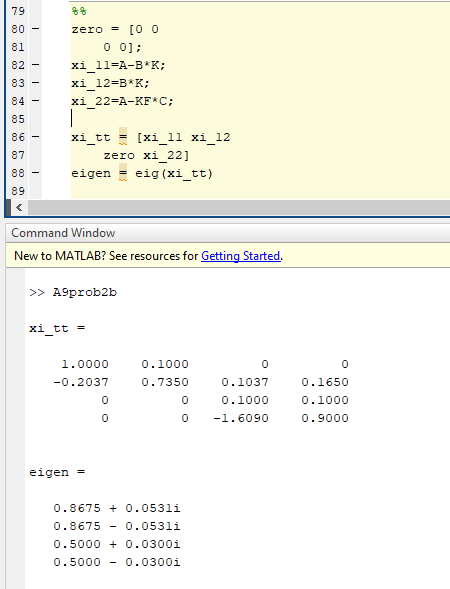 79 %%
80 — zero = [0 0
81 0 0];
82 — xi_11=A-B*K;
83 — xi_12=B*K;
84 — xi_22=A-KF*C;
85
86 — xi_tt = [xi_11 xi_12
87 zero xi_22]
88 — eigen = eig(xi_tt)
89
Command Window
New to MATLAB? See resources for Getting Started.
>> A9prob2b
xi_tt =
1.0000 0.1000 0 0
-0.2037 0.7350 0.1037 0.1650
0 0 0.1000 0.1000
0 0 -1.6090 0.9000
eigen =
0.8675 + 0.0531i
0.8675 - 0.0531i
0.5000 + 0.0300i
0.5000 - 0.0300i